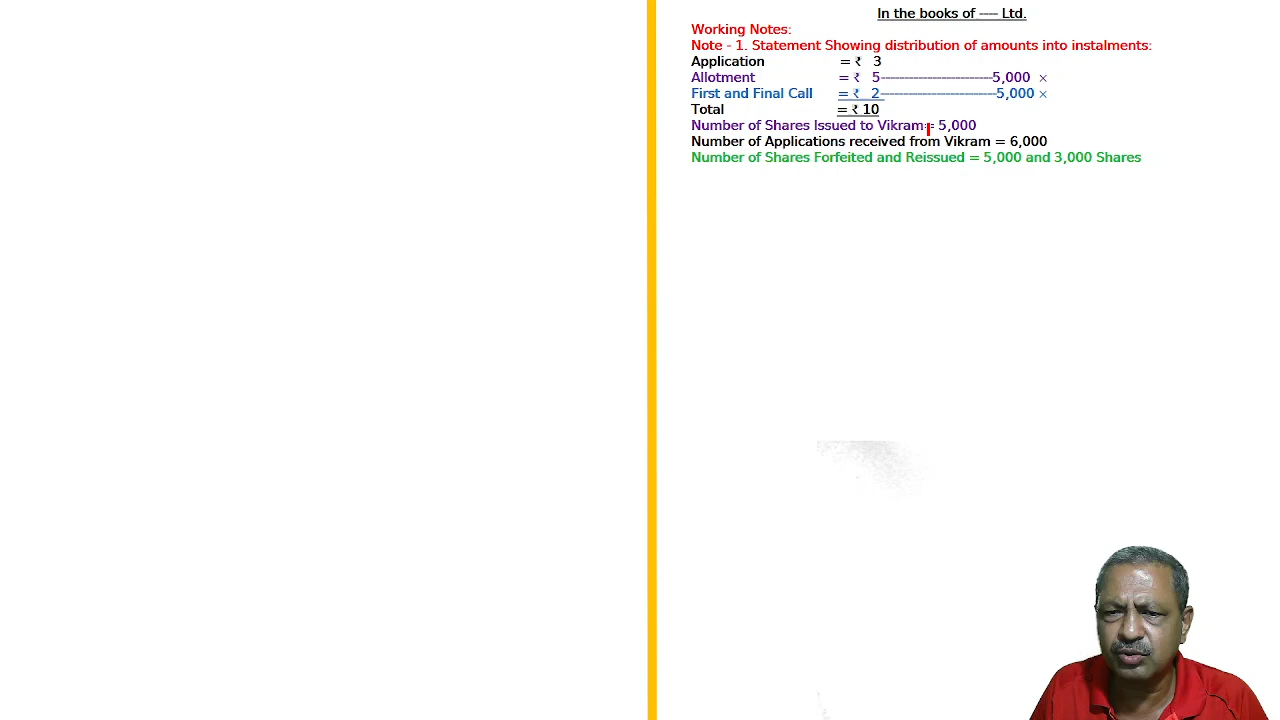 In the books of ---- Ltd.
Working Notes:
Note - 1. Statement Showing distribution of amounts into instalments:
Application = ₹ 3
Allotment = ₹ 5-------------------------5,000 ×
First and Final Call = ₹ 2--------------------------5,000 ×
Total = ₹ 10
Number of Shares Issued to Vikram = 5,000
Number of Applications received from Vikram = 6,000
Number of Shares Forfeited and Reissued = 5,000 and 3,000 Shares